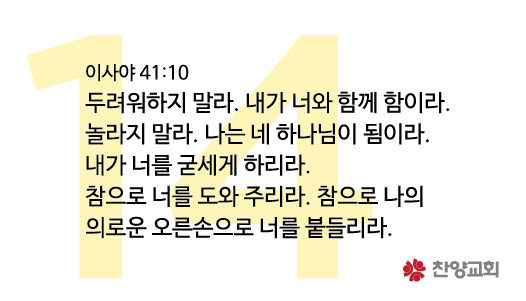 14
이사야 41:10
두려워하지 말라. 내가 너와 함께 함이라.
놀라지 말라. 나는 네 하나님이 됨이라.
내가 너를 굳세게 하리라.
참으로 너를 도와 주리라. 참으로 나의
의로운 오른손으로 너를 붙들리라.
찬양교회